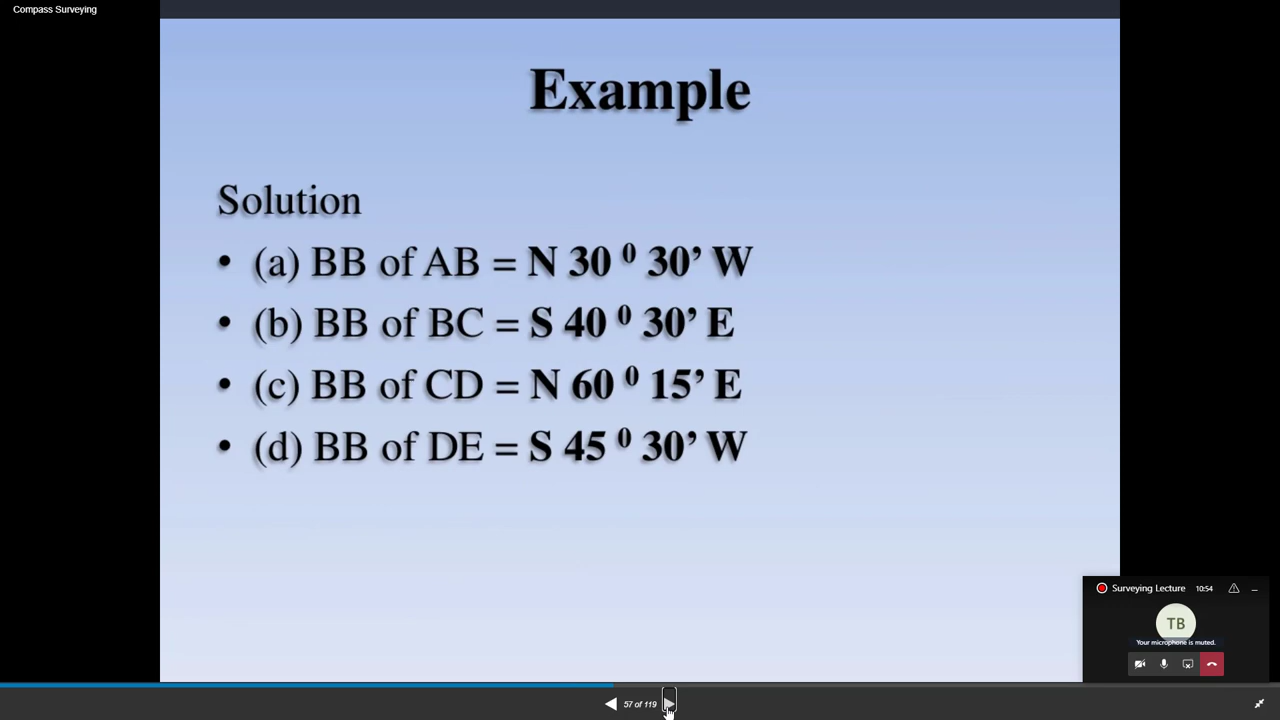 Compass Surveying
Example
Solution
• (a) BB of AB = N 30 ⁰ 30’ W
• (b) BB of BC = S 40 ⁰ 30’ E
• (c) BB of CD = N 60 ⁰ 15’ E
• (d) BB of DE = S 45 ⁰ 30’ W
Surveying Lecture 10:54
TB
Your microphone is muted.
57 of 119